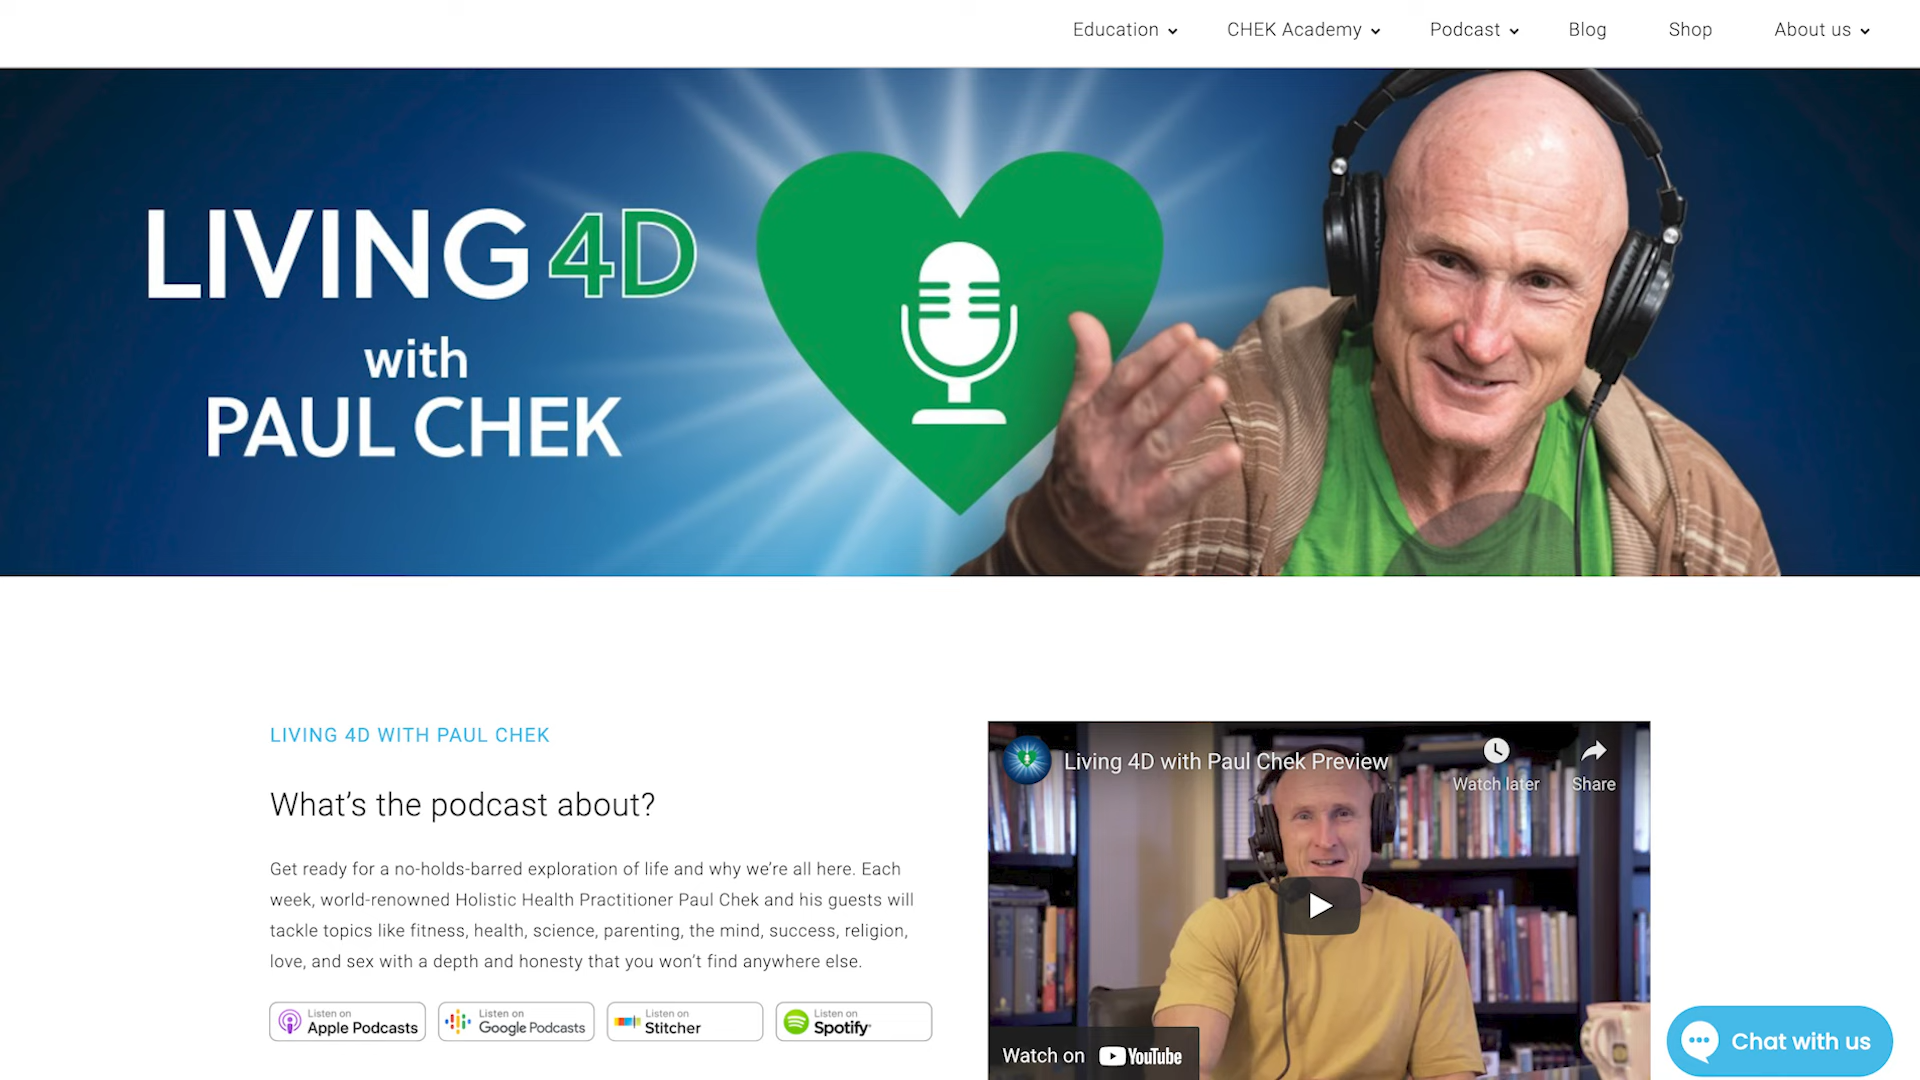 Education
CHEK Academy
Podcast
Blog
Shop
About us
LIVING 4D
with
PAUL CHEK
LIVING 4D WITH PAUL CHEK
What's the podcast about?
Get ready for a no-holds-barred exploration of life and why we're all here. Each
week, world-renowned Holistic Health Practitioner Paul Chek and his guests will
tackle topics like fitness, health, science, parenting, the mind, success, religion,
love, and sex with a depth and honesty that you won't find anywhere else.
Listen on
Apple Podcasts
Listen on
Google Podcasts
Listen on
Stitcher
Listen on
Spotify
Living 4D with Paul Chek Preview
Watch later
Share
Watch on YouTube
Chat with us